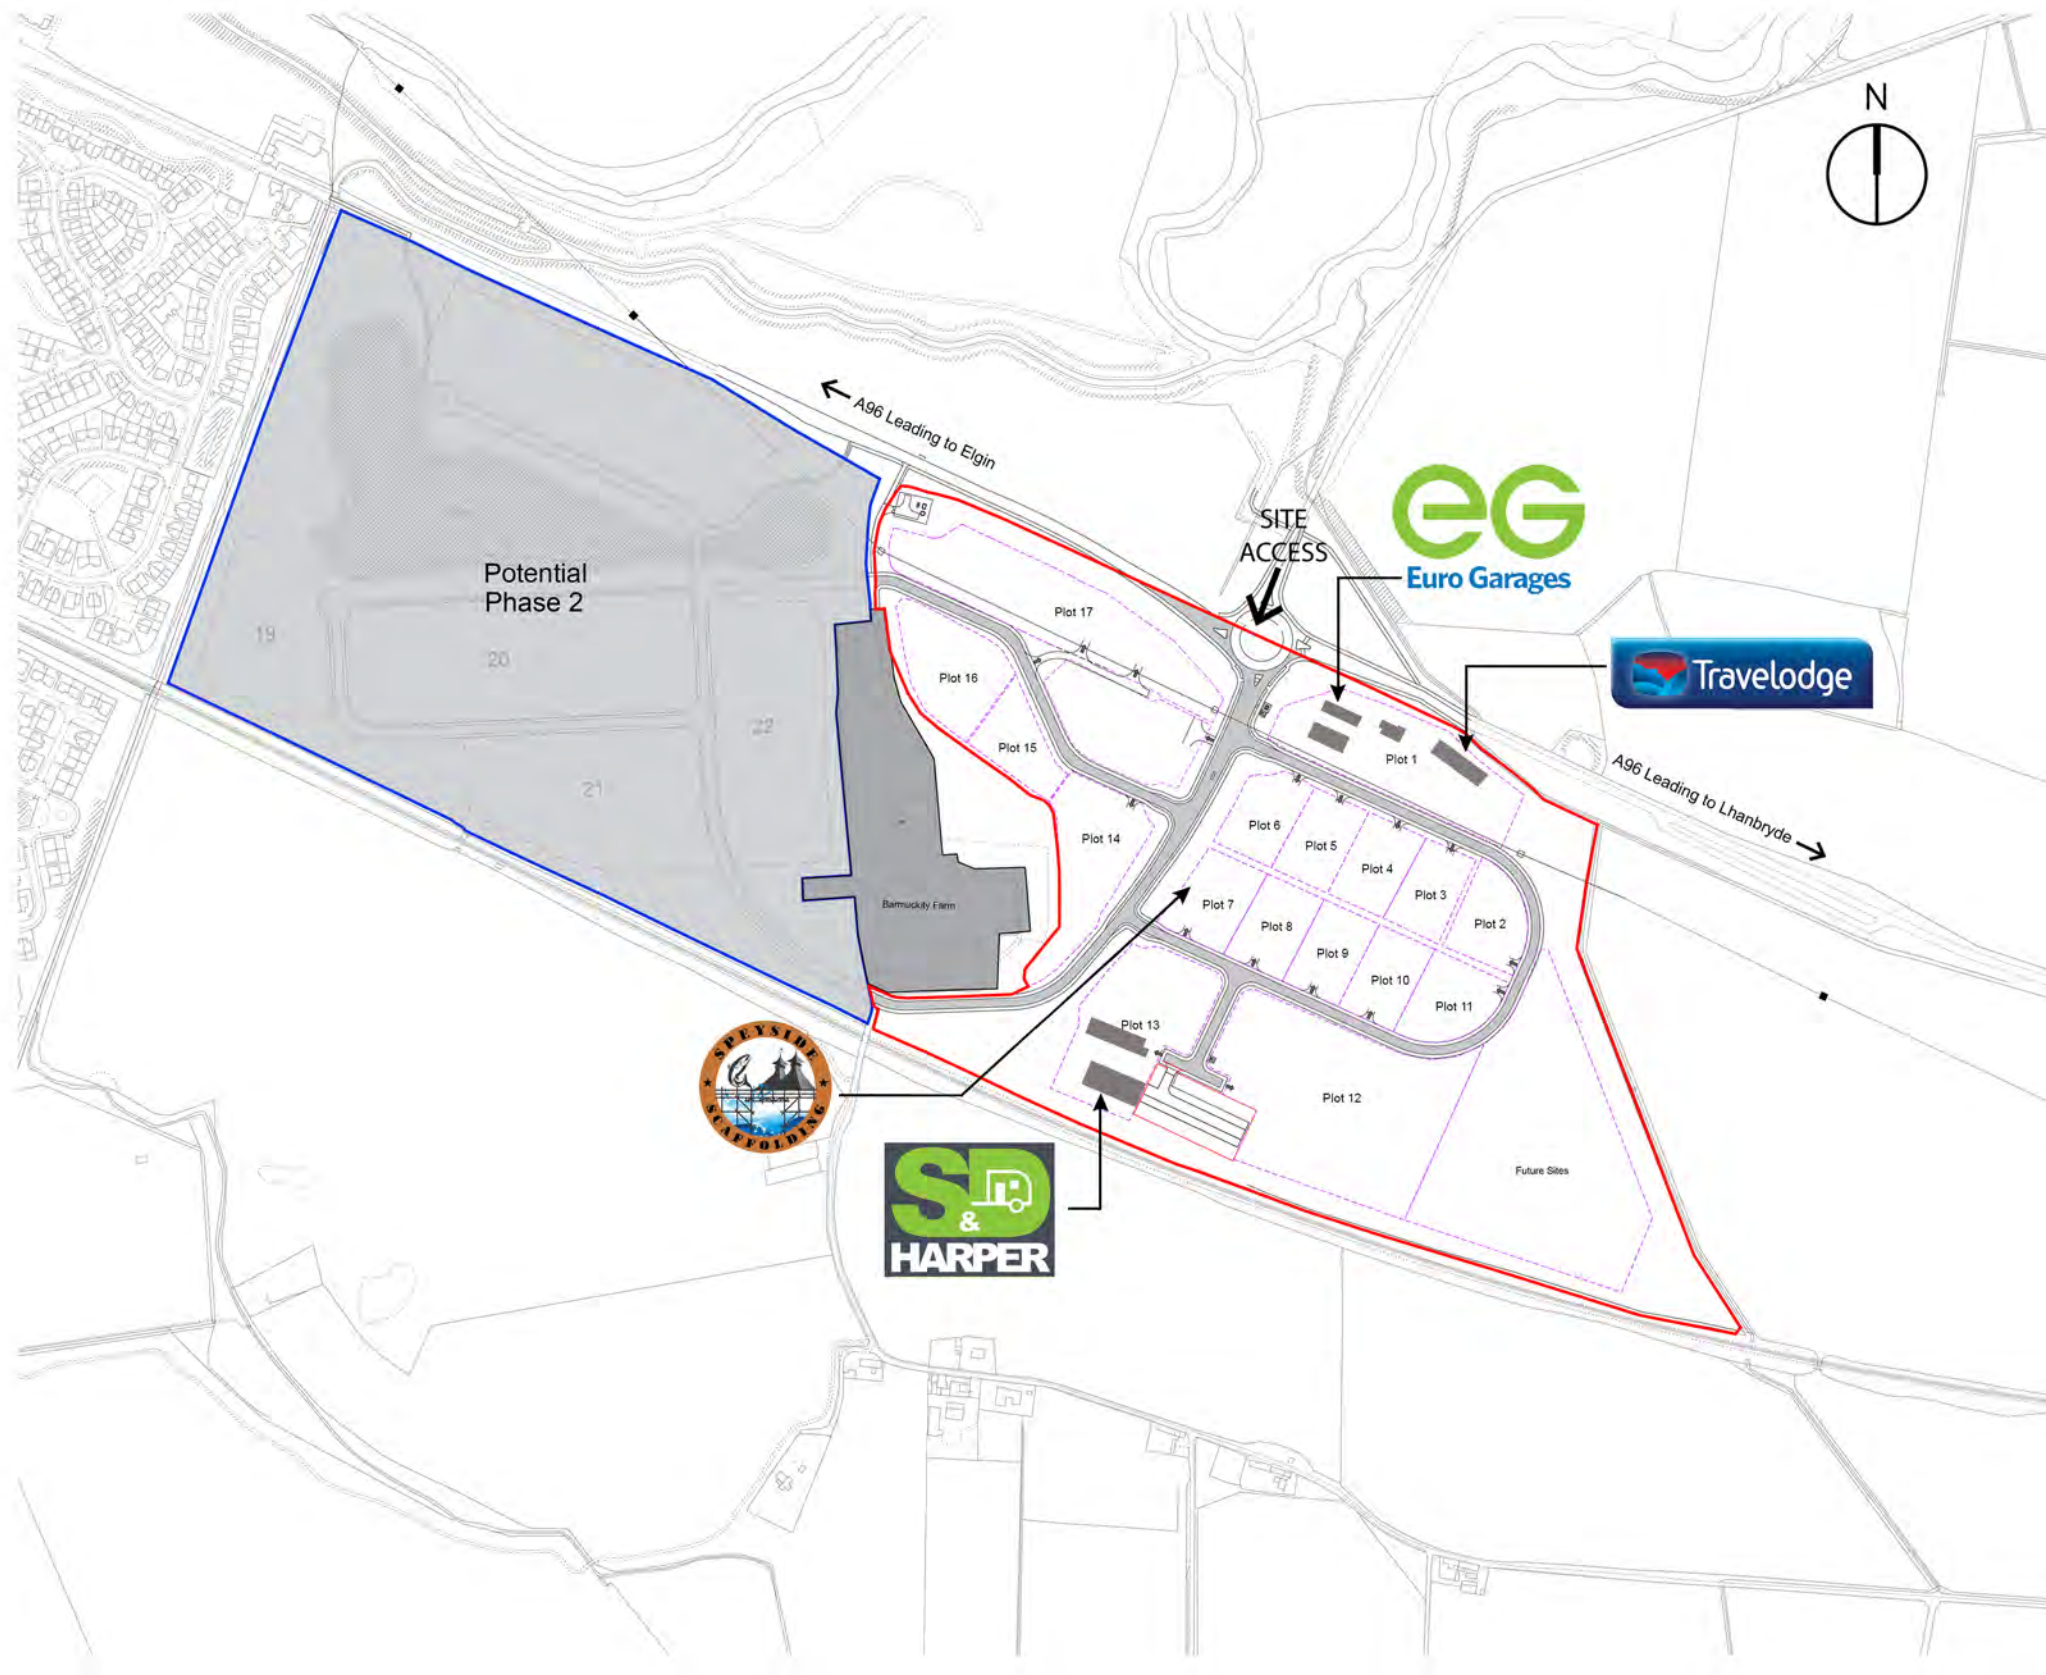 N
A96 Leading to Elgin
SITE
ACCESS
eG
Euro Garages
Travelodge
A96 Leading to Lhanbryde
Potential
Phase 2
19
20
21
22
Plot 17
Plot 16
Plot 15
Plot 14
Plot 1
Plot 6
Plot 5
Plot 4
Plot 3
Plot 2
Plot 7
Plot 8
Plot 9
Plot 10
Plot 11
Barmuckity Farm
Plot 13
Plot 12
Future Sites
SPEYSIDE
SCAFFOLDING
S&D
HARPER